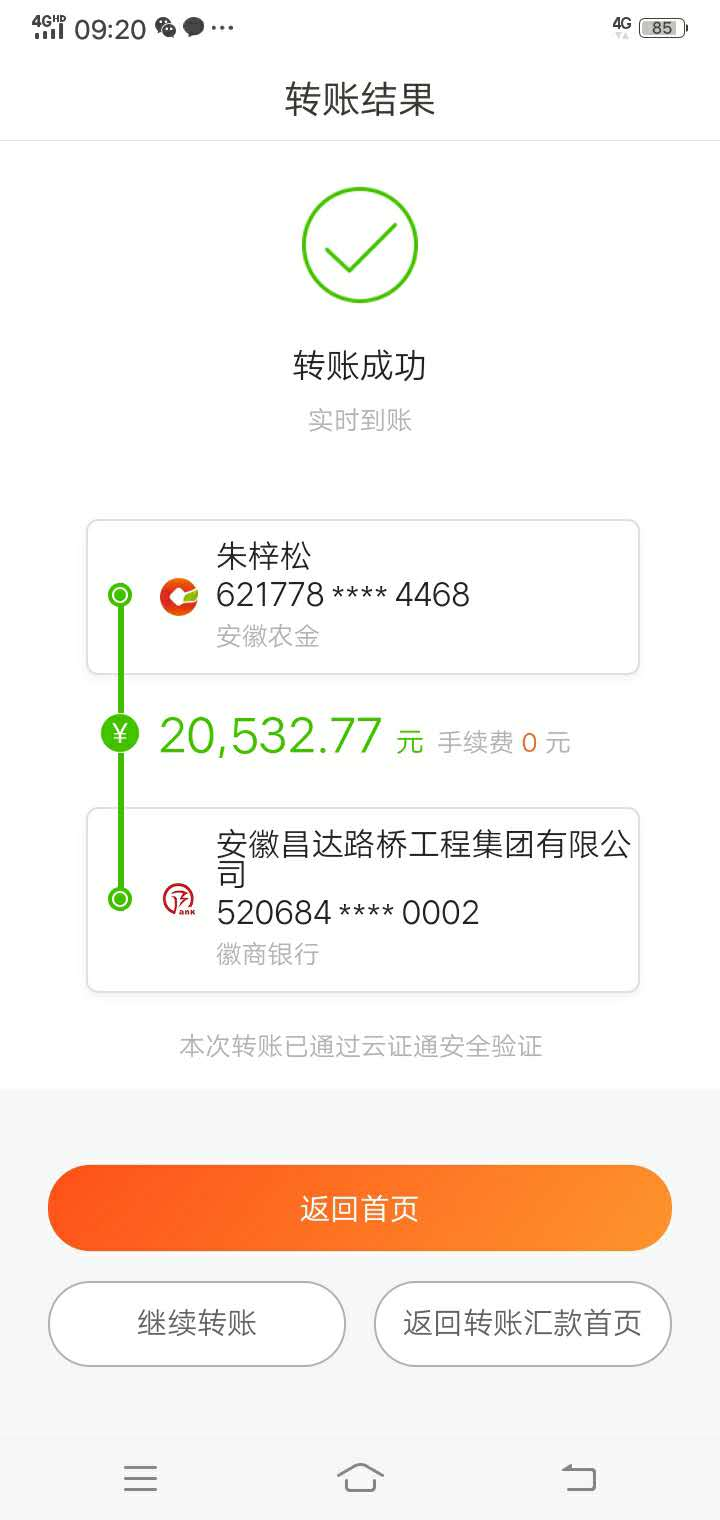 4G HD 09:20 ... 4G 85
转账结果
转账成功
实时到账
朱梓松
621778 **** 4468
安徽农金
¥ 20,532.77 元 手续费 0 元
安徽昌达路桥工程集团有限公
司
520684 **** 0002
徽商银行
本次转账已通过云证通安全验证
返回首页
继续转账 返回转账汇款首页